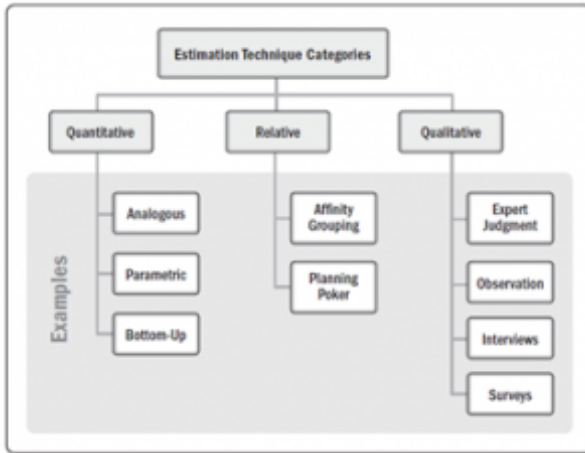 Estimation Technique Categories
Quantitative
Relative
Qualitative
Examples
Analogous
Parametric
Bottom-Up
Affinity
Grouping
Planning
Poker
Expert
Judgment
Observation
Interviews
Surveys